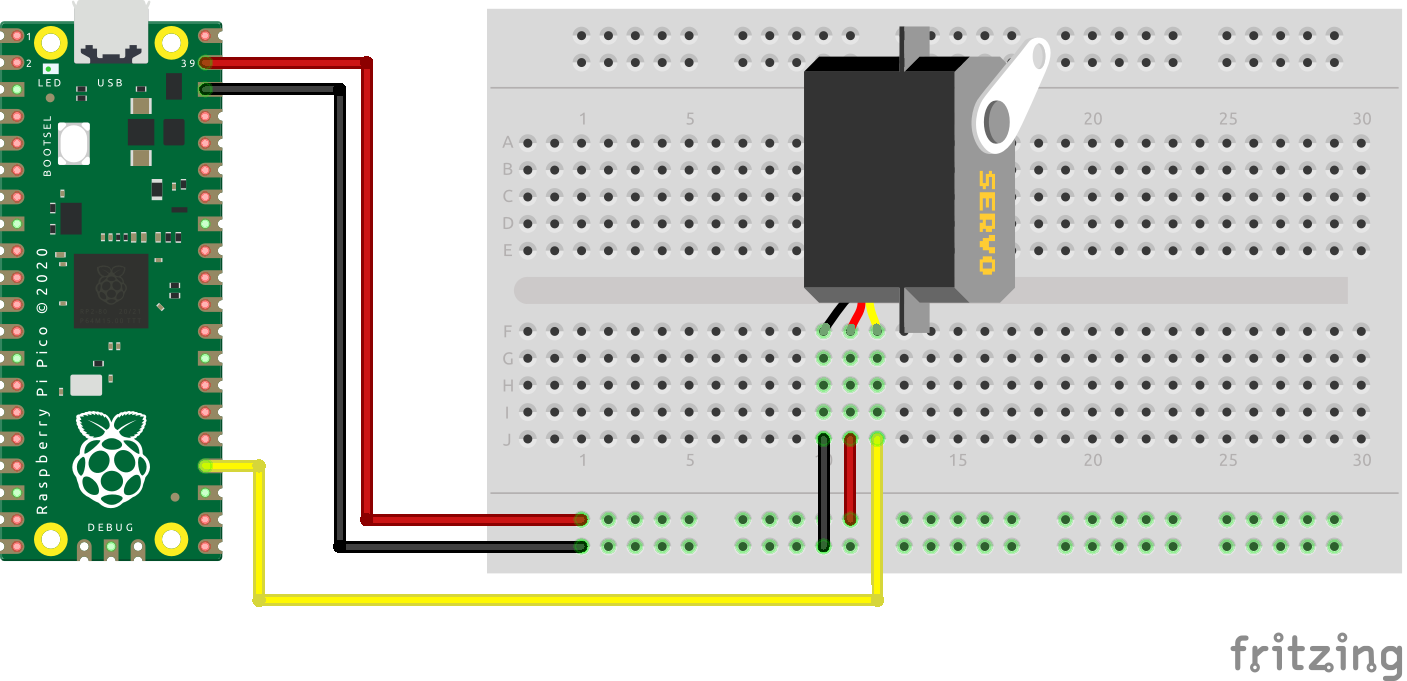 1
2
39
LED
USB
BOOTSEL
Raspberry Pi Pico ©2020
DEBUG
1 5 20 25 30
A
B
C
D
E
SERVO
F
G
H
I
J
1 5 15 20 25 30
fritzing